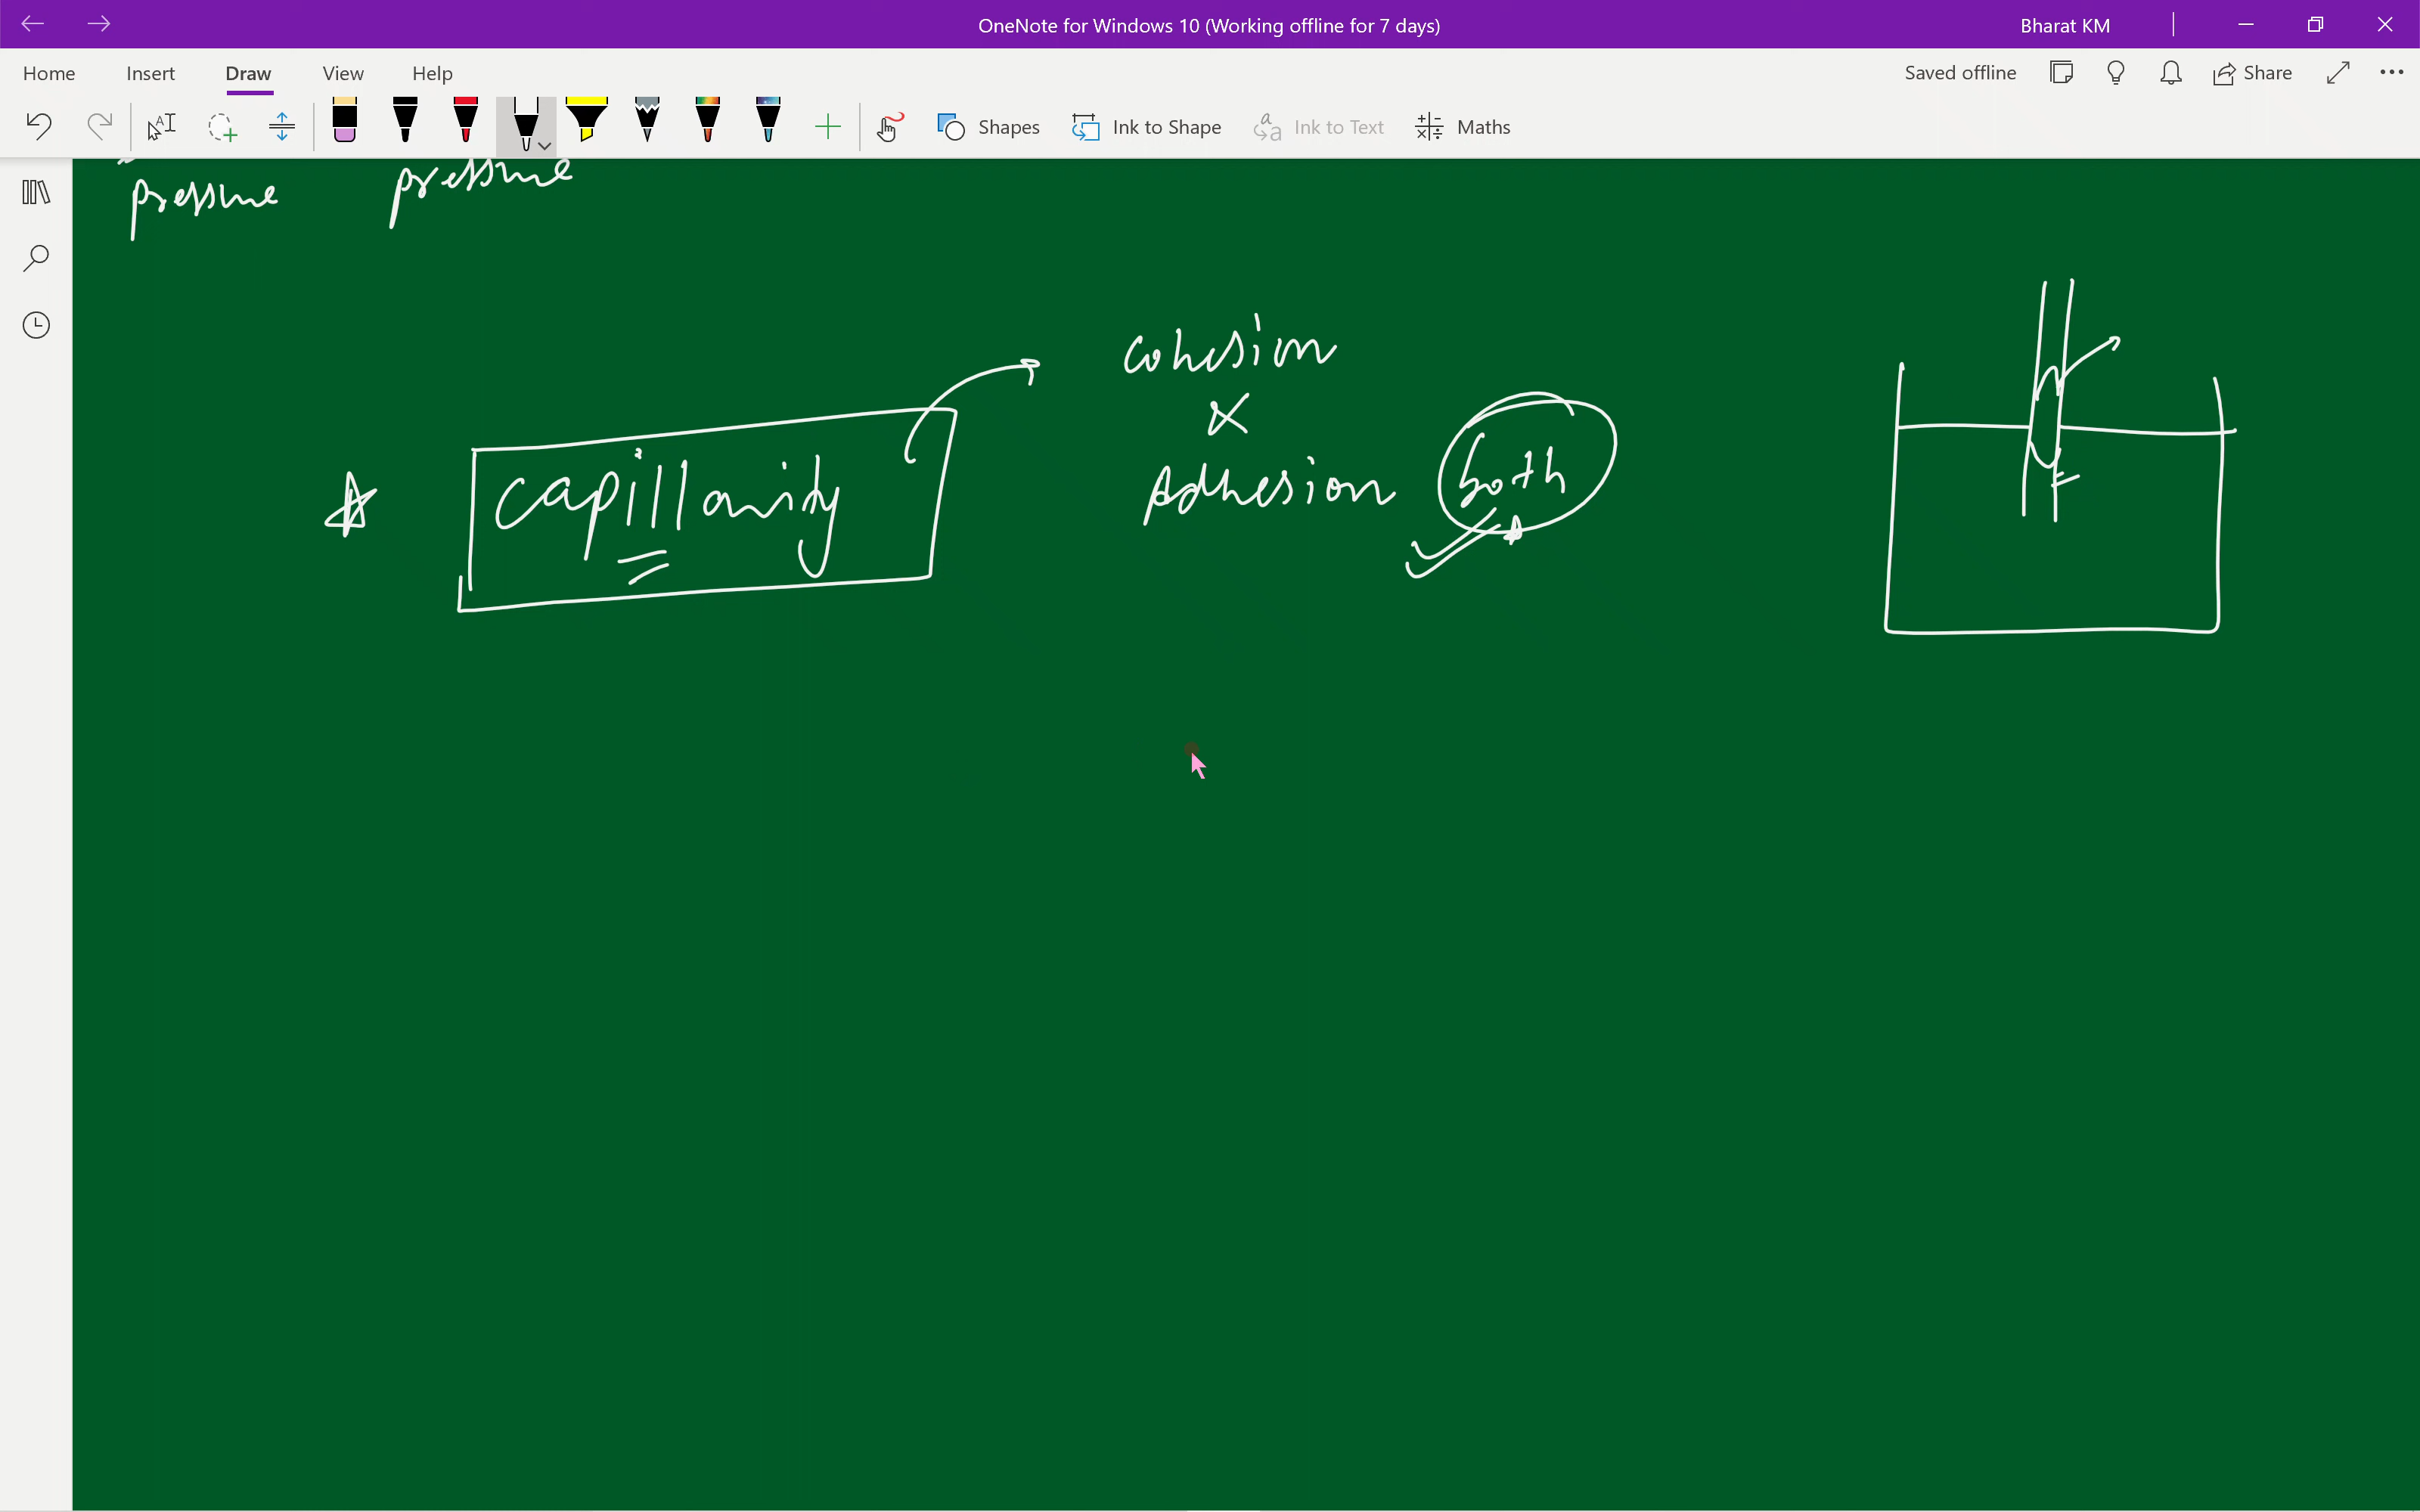 OneNote for Windows 10 (Working offline for 7 days)
Bharat KM
Home Insert Draw View Help
Saved offline
Share
Shapes
Ink to Shape
Ink to Text
Maths
pressure pressure
cohesion
&
Adhesion both
capillarity